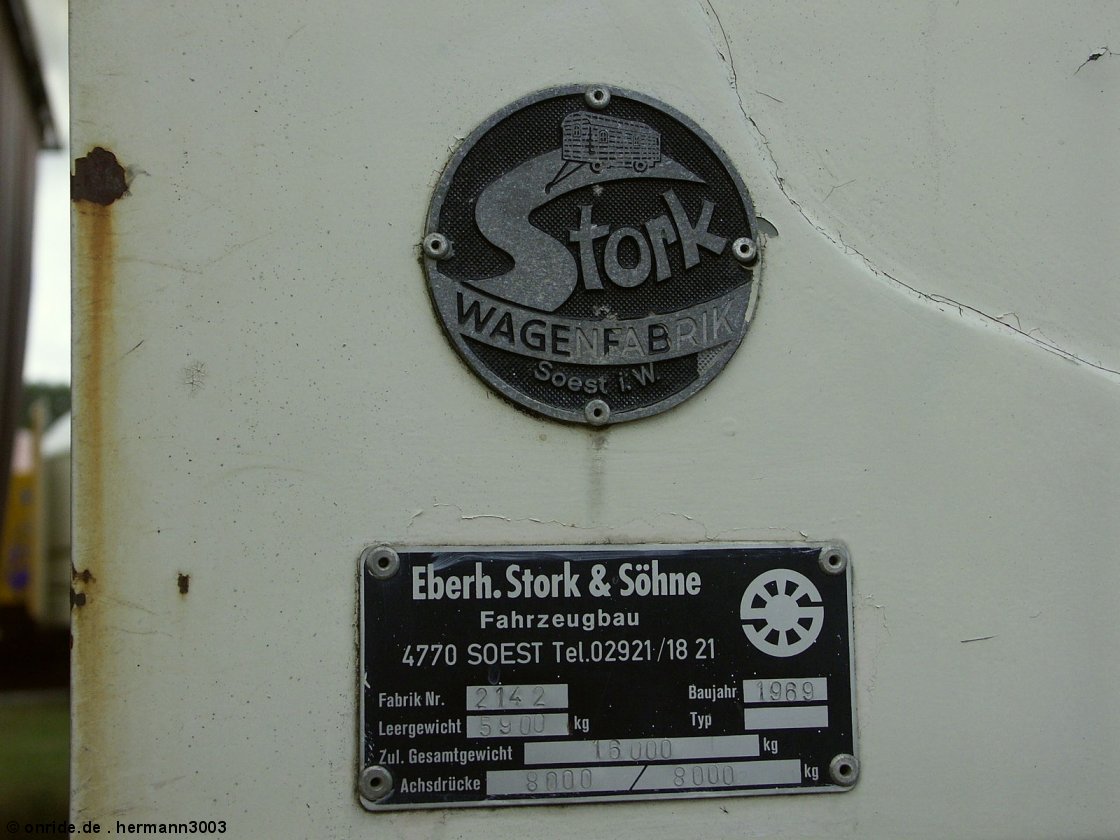 Stork
WAGENFABRIK
Soest i.W.
Eberh. Stork & Söhne
Fahrzeugbau
4770 SOEST Tel.02921/18 21
Fabrik Nr. 2142 Baujahr 1969
Leergewicht 5900 kg Typ
Zul. Gesamtgewicht 16000 kg
Achsdrücke 8000 / 8000 kg
© onride.de . hermann3003